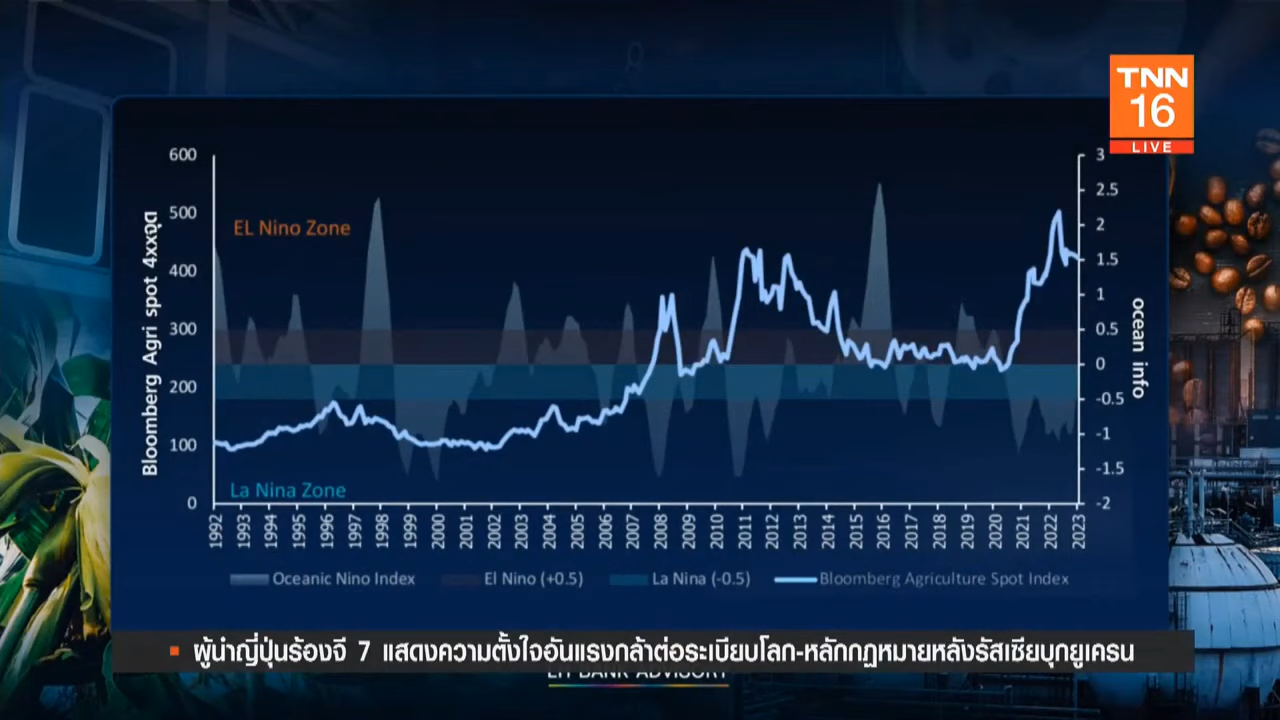 TNN
16
LIVE
600
500
400
300
200
100
0
Bloomberg Agri spot 4xxจุด
EL Nino Zone
La Nina Zone
3
2.5
2
1.5
1
0.5
0
-0.5
-1
-1.5
-2
ocean info
1992 1993 1994 1995 1996 1997 1998 1999 2000 2001 2002 2003 2004 2005 2006 2007 2008 2009 2010 2011 2012 2013 2014 2015 2016 2017 2018 2019 2020 2021 2022 2023
Oceanic Nino Index El Nino (+0.5) La Nina (-0.5) Bloomberg Agriculture Spot Index
ผู้นำญี่ปุ่นร้องจี 7 แสดงความตั้งใจอันแรงกล้าต่อระเบียบโลก-หลักกฎหมายหลังรัสเซียบุกยูเครน
BANK ADVISORY